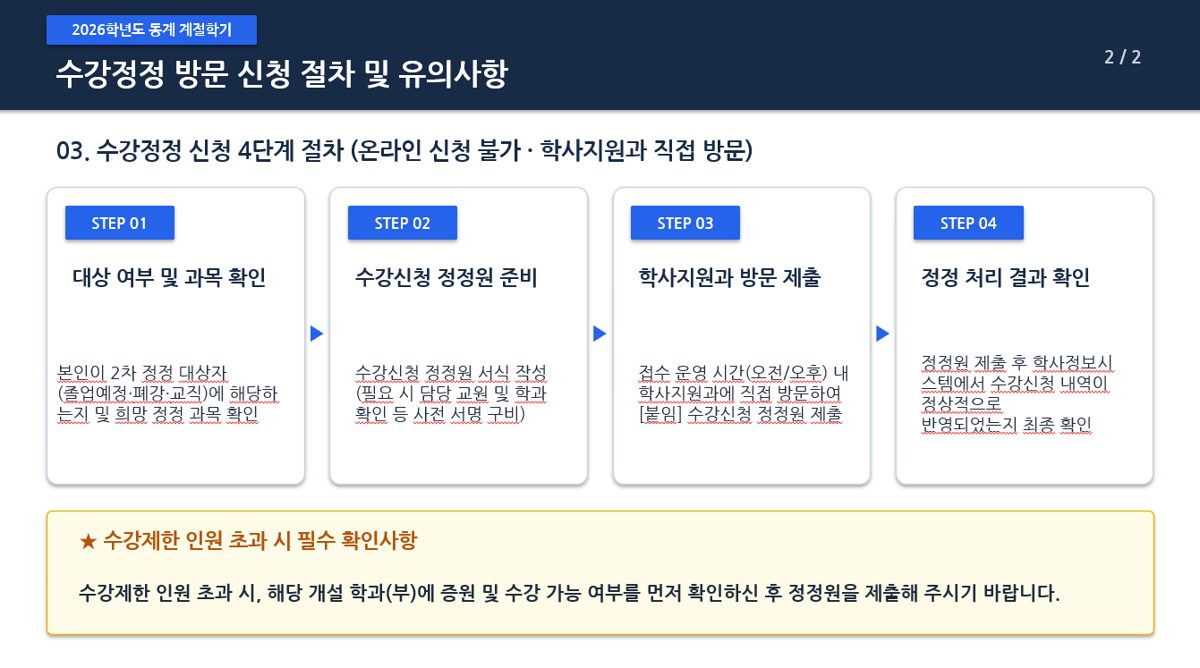 2026학년도 동계 계절학기
수강정정 방문 신청 절차 및 유의사항
2 / 2
03. 수강정정 신청 4단계 절차 (온라인 신청 불가 · 학사지원과 직접 방문)
STEP 01
대상 여부 및 과목 확인
본인이 2차 정정 대상자
(졸업예정·폐강·교직)에 해당하
는지 및 희망 정정 과목 확인
STEP 02
수강신청 정정원 준비
수강신청 정정원 서식 작성
(필요 시 담당 교원 및 학과
확인 등 사전 서명 구비)
STEP 03
학사지원과 방문 제출
접수 운영 시간(오전/오후) 내
학사지원과에 직접 방문하여
[붙임] 수강신청 정정원 제출
STEP 04
정정 처리 결과 확인
정정원 제출 후 학사정보시
스템에서 수강신청 내역이
정상적으로
반영되었는지 최종 확인
★ 수강제한 인원 초과 시 필수 확인사항
수강제한 인원 초과 시, 해당 개설 학과(부)에 증원 및 수강 가능 여부를 먼저 확인하신 후 정정원을 제출해 주시기 바랍니다.